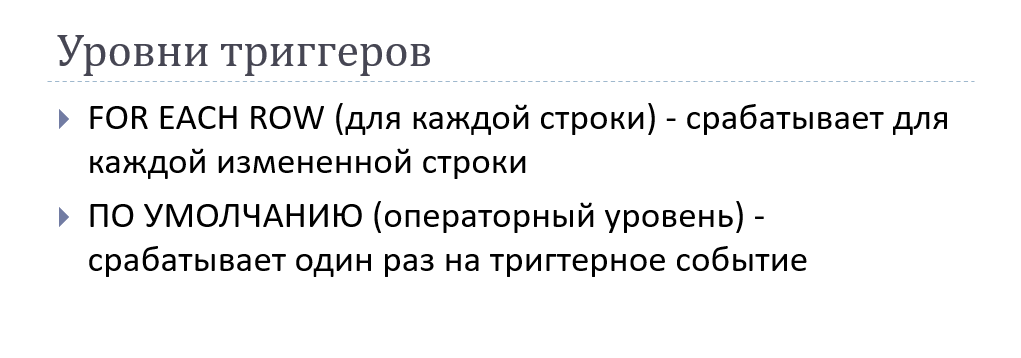 Уровни триггеров
FOR EACH ROW (для каждой строки) - срабатывает для
каждой измененной строки
ПО УМОЛЧАНИЮ (операторный уровень) -
срабатывает один раз на тригтерное событие